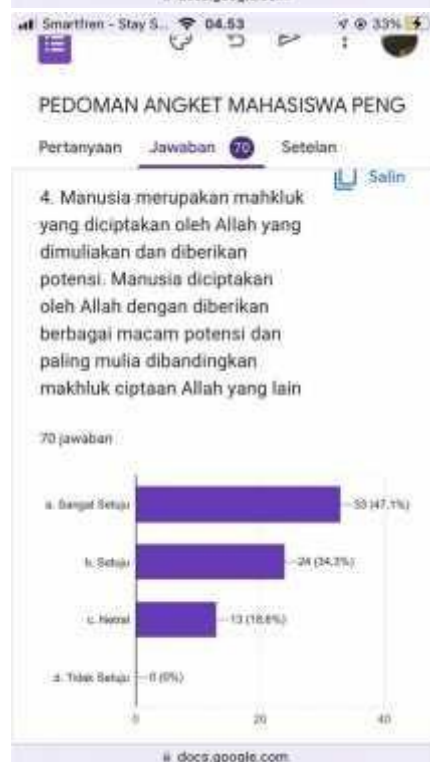 Smartfren - Stay S... 04.53 33%
PEDOMAN ANGKET MAHASISWA PENG
Pertanyaan Jawaban 70 Setelan
Salin
4. Manusia merupakan mahkluk
yang diciptakan oleh Allah yang
dimuliakan dan diberikan
potensi. Manusia diciptakan
oleh Allah dengan diberikan
berbagai macam potensi dan
paling mulia dibandingkan
makhluk ciptaan Allah yang lain
70 jawaban
a. Sangat Setuju 33 (47,1%)
b. Setuju 24 (34,3%)
c. Netral 13 (18,6%)
d. Tidak Setuju 0 (0%)
0 20 40
docs.google.com